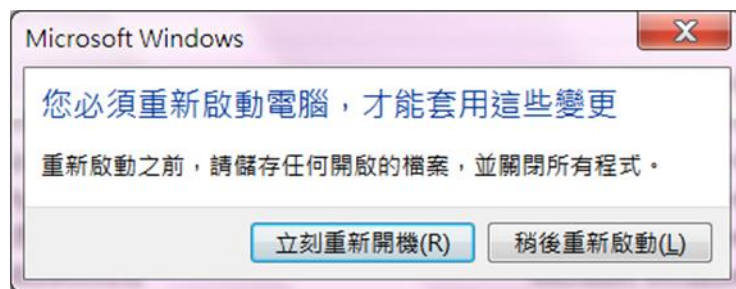 Microsoft Windows
您必須重新啟動電腦，才能套用這些變更
重新啟動之前，請儲存任何開啟的檔案，並關閉所有程式。
立刻重新開機(R) 稍後重新啟動(L)